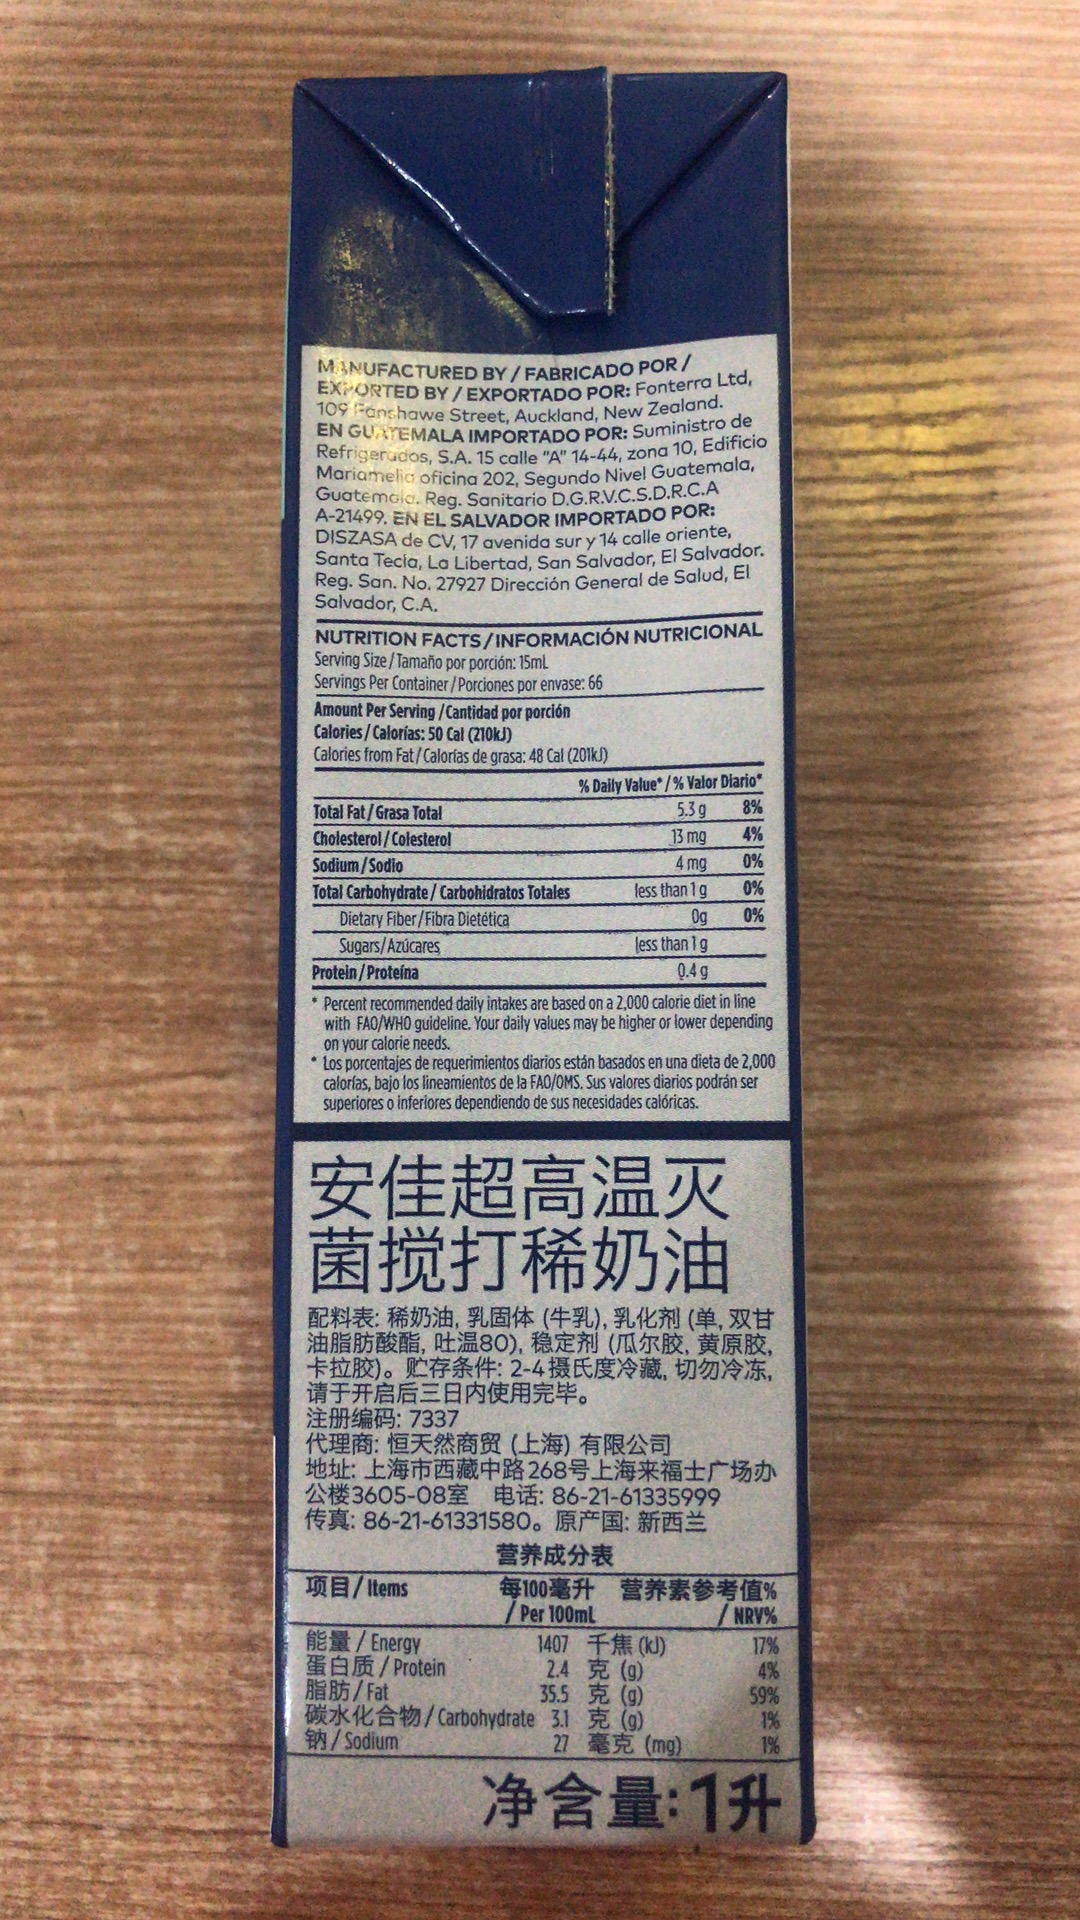 MANUFACTURED BY / FABRICADO POR /
EXPORTED BY / EXPORTADO POR: Fonterra Ltd,
109 Fanshawe Street, Auckland, New Zealand.
EN GUATEMALA IMPORTADO POR: Suministro de
Refrigerados, S.A. 15 calle "A" 14-44, zona 10, Edificio
Mariamelia oficina 202, Segundo Nivel Guatemala,
Guatemala. Reg. Sanitario D.G.R.V.C.S.D.R.C.A
A-21499. EN EL SALVADOR IMPORTADO POR:
DISZASA de CV, 17 avenida sur y 14 calle oriente,
Santa Tecla, La Libertad, San Salvador, El Salvador.
Reg. San. No. 27927 Dirección General de Salud, El
Salvador, C.A.
NUTRITION FACTS / INFORMACIÓN NUTRICIONAL
Serving Size / Tamaño por porción: 15mL
Servings Per Container / Porciones por envase: 66
Amount Per Serving / Cantidad por porción
Calories / Calorías: 50 Cal (210kJ)
Calories from Fat / Calorías de grasa: 48 Cal (201kJ)
% Daily Value* / % Valor Diario*
Total Fat / Grasa Total 5.3 g 8%
Cholesterol / Colesterol 13 mg 4%
Sodium / Sodio 4 mg 0%
Total Carbohydrate / Carbohidratos Totales less than 1 g 0%
Dietary Fiber / Fibra Dietética 0g 0%
Sugars / Azúcares less than 1 g
Protein / Proteína 0.4 g
* Percent recommended daily intakes are based on a 2,000 calorie diet in line
with FAO/WHO guideline. Your daily values may be higher or lower depending
on your calorie needs.
* Los porcentajes de requerimientos diarios están basados en una dieta de 2,000
calorías, bajo los lineamientos de la FAO/OMS. Sus valores diarios podrán ser
superiores o inferiores dependiendo de sus necesidades calóricas.
安佳超高温灭
菌搅打稀奶油
配料表: 稀奶油, 乳固体 (牛乳), 乳化剂 (单, 双甘
油脂肪酸酯, 吐温80), 稳定剂 (瓜尔胶, 黄原胶,
卡拉胶)。贮存条件: 2-4摄氏度冷藏, 切勿冷冻,
请于开启后三日内使用完毕。
注册编码: 7337
代理商: 恒天然商贸 (上海) 有限公司
地址: 上海市西藏中路268号上海来福士广场办
公楼3605-08室 电话: 86-21-61335999
传真: 86-21-61331580。原产国: 新西兰
营养成分表
项目 / Items 每100毫升 营养素参考值%
/ Per 100mL / NRV%
能量 / Energy 1407 千焦 (kJ) 17%
蛋白质 / Protein 2.4 克 (g) 4%
脂肪 / Fat 35.5 克 (g) 59%
碳水化合物 / Carbohydrate 3.1 克 (g) 1%
钠 / Sodium 27 毫克 (mg) 1%
净含量:1升